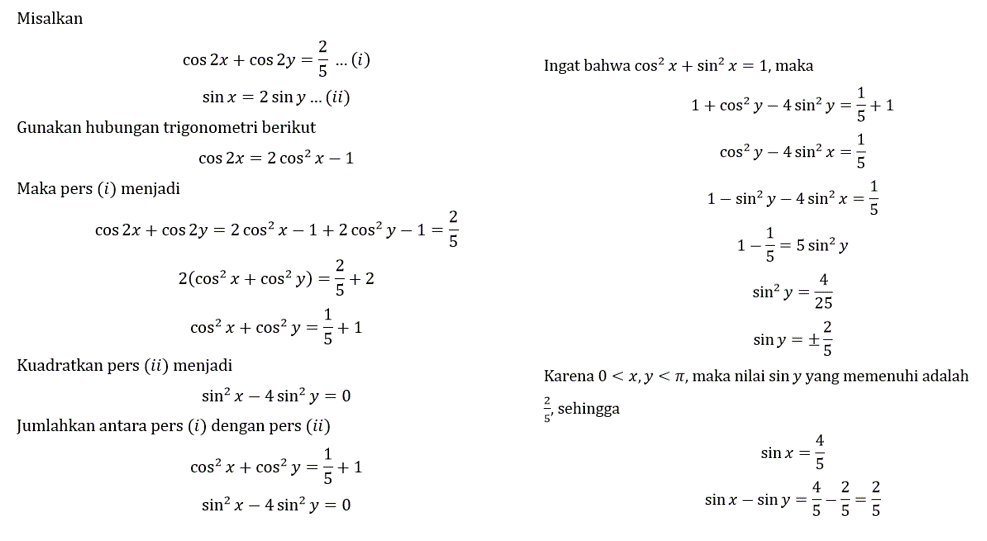 Misalkan
cos 2x + cos 2y = 2/5 … (i)
sin x = 2 sin y … (ii)
Gunakan hubungan trigonometri berikut
cos 2x = 2 cos² x − 1
Maka pers (i) menjadi
cos 2x + cos 2y = 2 cos² x − 1 + 2 cos² y − 1 = 2/5
2(cos² x + cos² y) = 2/5 + 2
cos² x + cos² y = 1/5 + 1
Kuadratkan pers (ii) menjadi
sin² x − 4 sin² y = 0
Jumlahkan antara pers (i) dengan pers (ii)
cos² x + cos² y = 1/5 + 1
sin² x − 4 sin² y = 0
Ingat bahwa cos² x + sin² x = 1, maka
1 + cos² y − 4 sin² y = 1/5 + 1
cos² y − 4 sin² x = 1/5
1 − sin² y − 4 sin² x = 1/5
1 − 1/5 = 5 sin² y
sin² y = 4/25
sin y = ± 2/5
Karena 0 < x, y < π, maka nilai sin y yang memenuhi adalah
2/5, sehingga
sin x = 4/5
sin x − sin y = 4/5 − 2/5 = 2/5